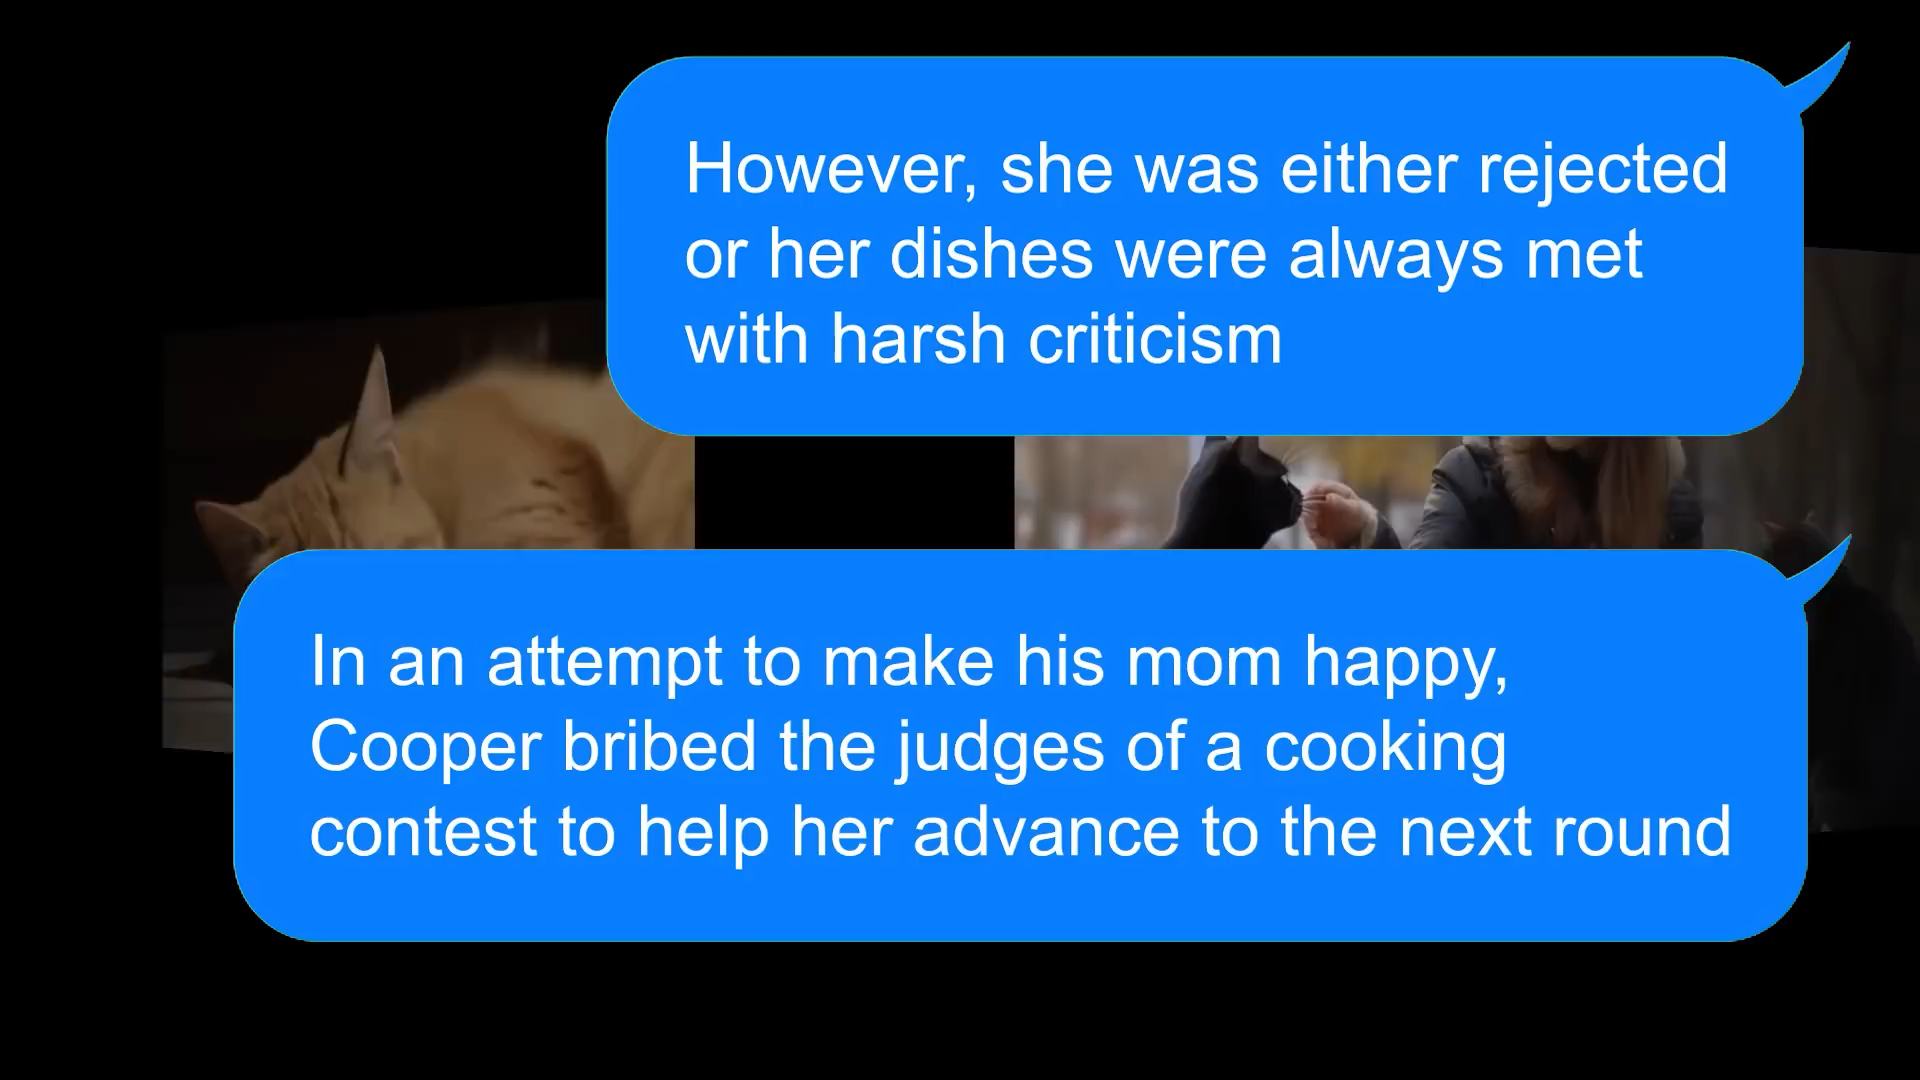 However, she was either rejected
or her dishes were always met
with harsh criticism
In an attempt to make his mom happy,
Cooper bribed the judges of a cooking
contest to help her advance to the next round